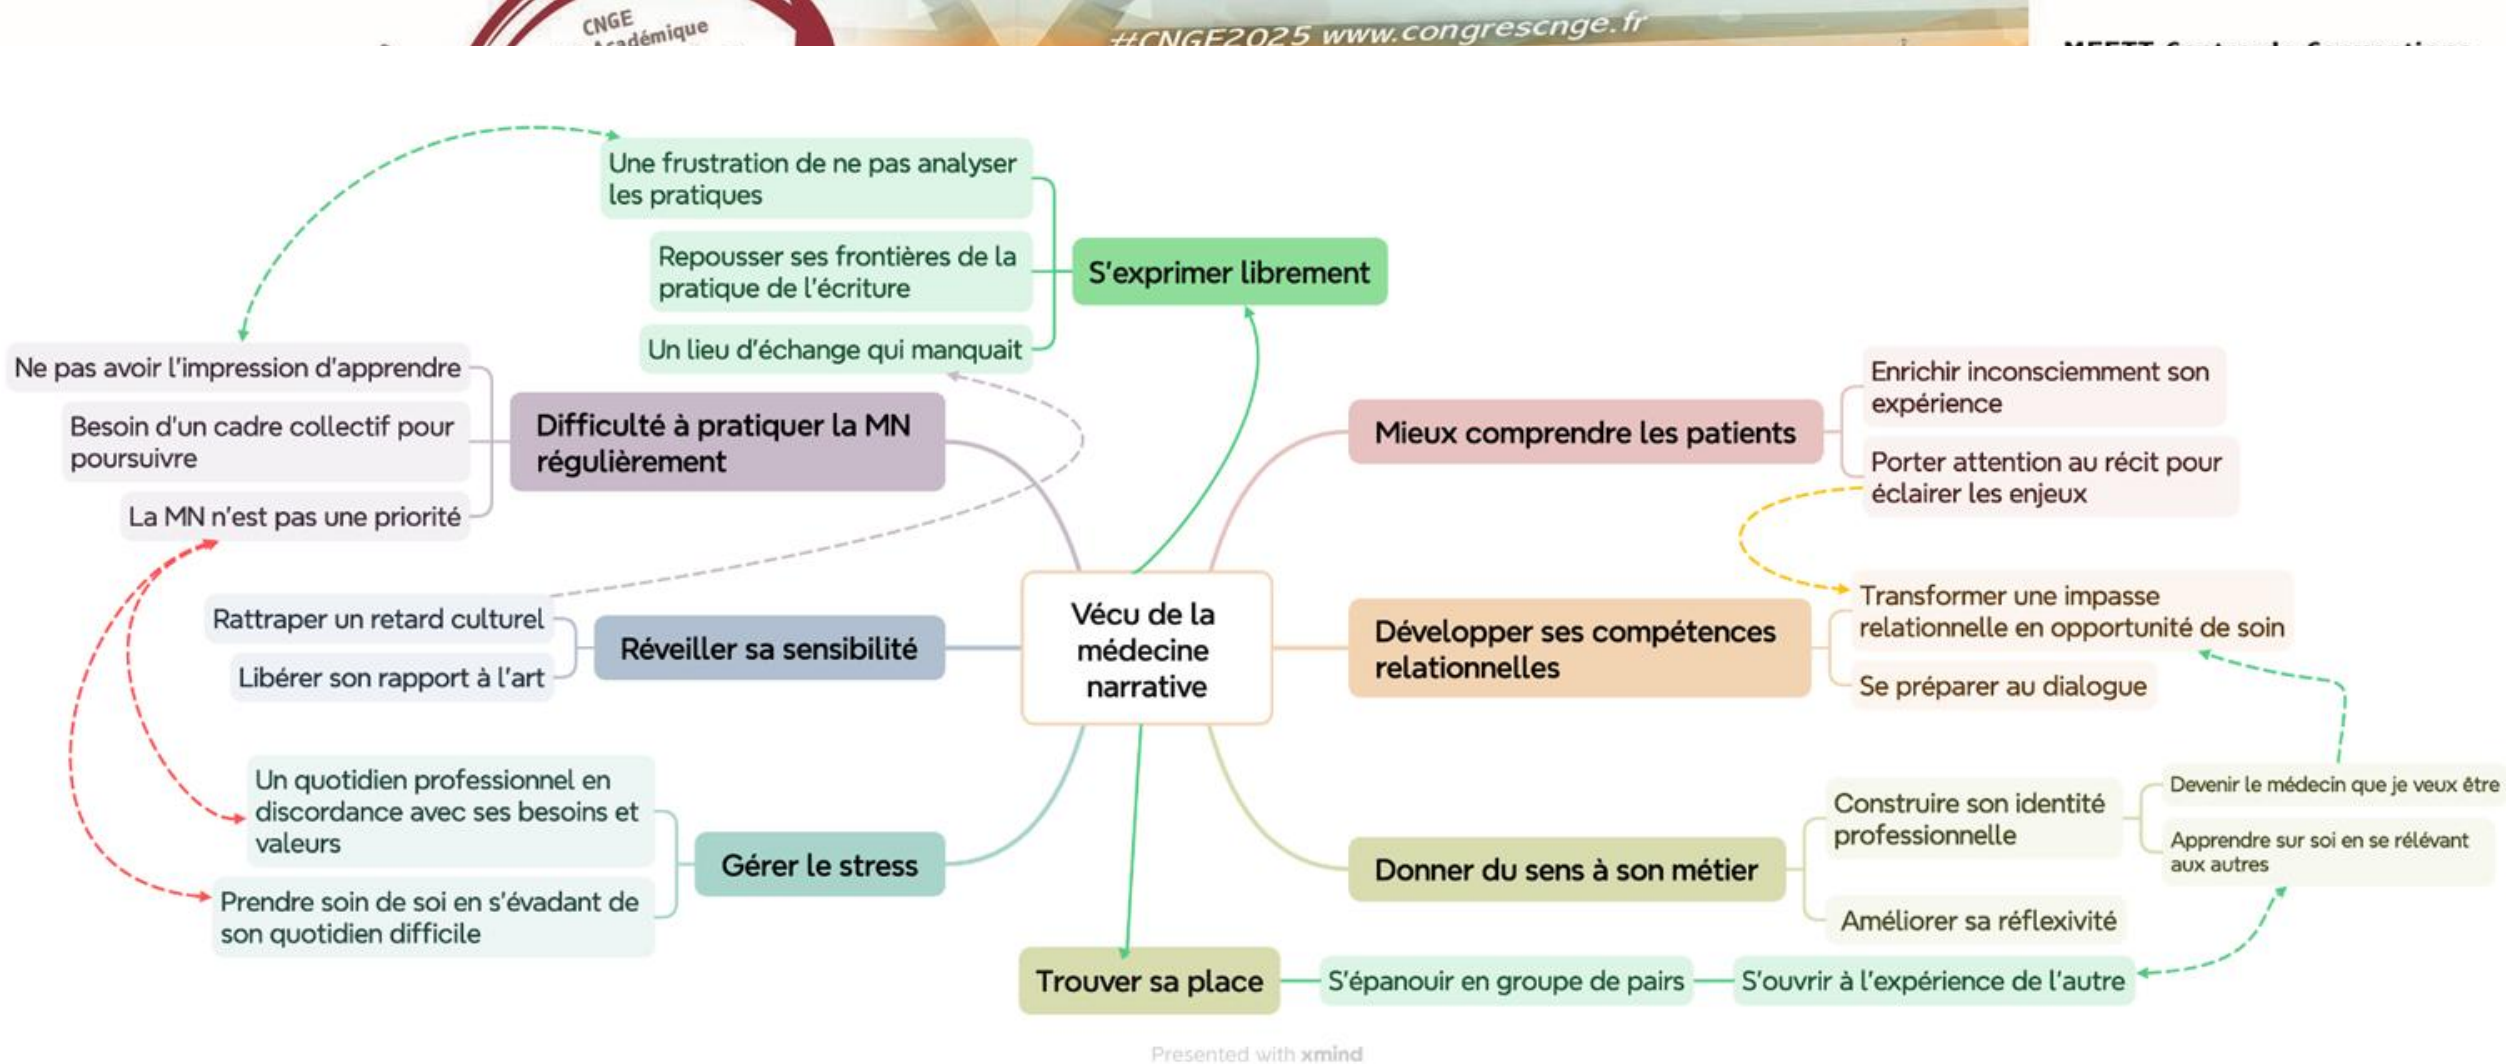 CNGE
Académique
#CNGE2025 www.congrescnge.fr
Une frustration de ne pas analyser
les pratiques
Repousser ses frontières de la
pratique de l'écriture
Un lieu d'échange qui manquait
S'exprimer librement
Ne pas avoir l'impression d'apprendre
Besoin d'un cadre collectif pour
poursuivre
La MN n'est pas une priorité
Difficulté à pratiquer la MN
régulièrement
Mieux comprendre les patients
Enrichir inconsciemment son
expérience
Porter attention au récit pour
éclairer les enjeux
Rattraper un retard culturel
Libérer son rapport à l'art
Réveiller sa sensibilité
Vécu de la
médecine
narrative
Développer ses compétences
relationnelles
Transformer une impasse
relationnelle en opportunité de soin
Se préparer au dialogue
Un quotidien professionnel en
discordance avec ses besoins et
valeurs
Prendre soin de soi en s'évadant de
son quotidien difficile
Gérer le stress
Donner du sens à son métier
Construire son identité
professionnelle
Devenir le médecin que je veux être
Apprendre sur soi en se rélévant
aux autres
Améliorer sa réflexivité
Trouver sa place
S'épanouir en groupe de pairs
S'ouvrir à l'expérience de l'autre
Presented with xmind